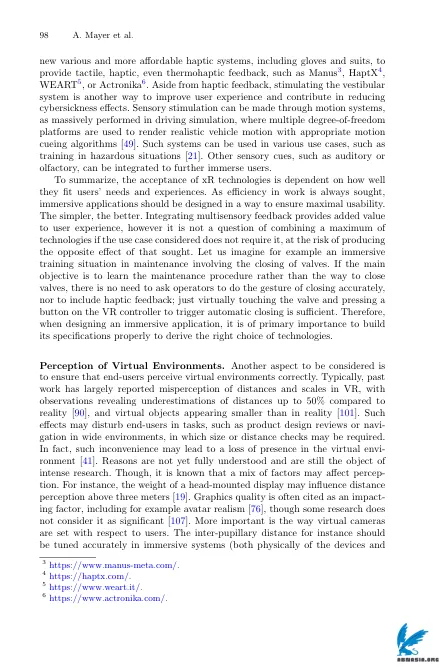 98 A. Mayer et al.
new various and more affordable haptic systems, including gloves and suits, to
provide tactile, haptic, even thermohaptic feedback, such as Manus3, HaptX4,
WEART5, or Actronika6. Aside from haptic feedback, stimulating the vestibular
system is another way to improve user experience and contribute in reducing
cybersickness effects. Sensory stimulation can be made through motion systems,
as massively performed in driving simulation, where multiple degree-of-freedom
platforms are used to render realistic vehicle motion with appropriate motion
cueing algorithms [49]. Such systems can be used in various use cases, such as
training in hazardous situations [21]. Other sensory cues, such as auditory or
olfactory, can be integrated to further immerse users.
To summarize, the acceptance of xR technologies is dependent on how well
they fit users' needs and experiences. As efficiency in work is always sought,
immersive applications should be designed in a way to ensure maximal usability.
The simpler, the better. Integrating multisensory feedback provides added value
to user experience, however it is not a question of combining a maximum of
technologies if the use case considered does not require it, at the risk of producing
the opposite effect of that sought. Let us imagine for example an immersive
training situation in maintenance involving the closing of valves. If the main
objective is to learn the maintenance procedure rather than the way to close
valves, there is no need to ask operators to do the gesture of closing accurately,
nor to include haptic feedback; just virtually touching the valve and pressing a
button on the VR controller to trigger automatic closing is sufficient. Therefore,
when designing an immersive application, it is of primary importance to build
its specifications properly to derive the right choice of technologies.
Perception of Virtual Environments. Another aspect to be considered is
to ensure that end-users perceive virtual environments correctly. Typically, past
work has largely reported misperception of distances and scales in VR, with
observations revealing underestimations of distances up to 50% compared to
reality [90], and virtual objects appearing smaller than in reality [101]. Such
effects may disturb end-users in tasks, such as product design reviews or navi-
gation in wide environments, in which size or distance checks may be required.
In fact, such inconvenience may lead to a loss of presence in the virtual envi-
ronment [41]. Reasons are not yet fully understood and are still the object of
intense research. Though, it is known that a mix of factors may affect percep-
tion. For instance, the weight of a head-mounted display may influence distance
perception above three meters [19]. Graphics quality is often cited as an impact-
ing factor, including for example avatar realism [76], though some research does
not consider it as significant [107]. More important is the way virtual cameras
are set with respect to users. The inter-pupillary distance for instance should
be tuned accurately in immersive systems (both physically of the devices and
3 https://www.manus-meta.com/.
4 https://haptx.com/.
5 https://www.weart.it/.
6 https://www.actronika.com/.